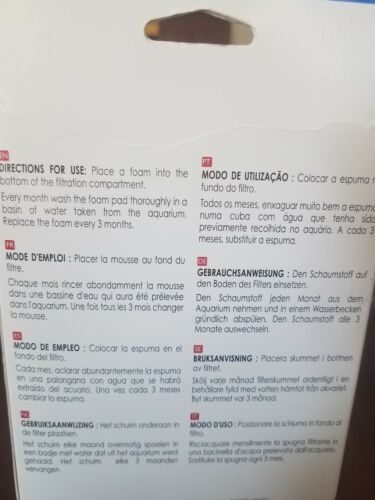 EN
DIRECTIONS FOR USE: Place a foam into the
bottom of the filtration compartment.
Every month wash the foam pad thoroughly in a
basin of water taken from the aquarium.
Replace the foam every 3 months.
FR
MODE D'EMPLOI : Placer la mousse au fond du
filtre.
Chaque mois rincer abondamment la mousse
dans une bassine d'eau qui aura été prélevée
dans l'aquarium. Une fois tous les 3 mois changer
la mousse.
ES
MODO DE EMPLEO : Colocar la espuma en el
fondo del filtro.
Cada mes, aclarar abundantemente la espuma
en una palangana con agua que se habrá
extraído del acuario. Una vez cada 3 meses
cambiar la espuma.
NL
GEBRUIKSAANWIJZING : Het schuim onderaan in
de filter plaatsen.
Het schuim elke maand overmatig spoelen in
een badje met water dat uit het aquarium werd
gehaald. Het schuim elke 3 maanden
vervangen.
PT
MODO DE UTILIZAÇÃO : Colocar a espuma n
fundo do filtro.
Todos os meses, enxaguar muito bem a espuma
numa cuba com água que tenha sido
previamente recolhida no aquário. A cada 3
meses, substituir a espuma.
DE
GEBRAUCHSANWEISUNG : Den Schaumstoff auf
den Boden des Filters einsetzen.
Den Schaumstoff jeden Monat aus dem
Aquarium nehmen und in einem Wasserbecken
gründlich abspülen. Den Schaumstoff alle 3
Monate auswechseln.
SE
BRUKSANVISNING : Placera skummet i bottnen
av filtret.
Skölj varje månad filterskummet ordentligt i en
behållare fylld med vatten hämtat från akvariet.
Byt skummet var 3 månad.
IT
MODO D'USO : Posizionare la schiuma in fondo al
filtro.
Risciacquare mensilmente la spugna filtrante in
una bacinella d'acqua prelevata dall'acquario.
Sostituire la spugna ogni 3 mesi.